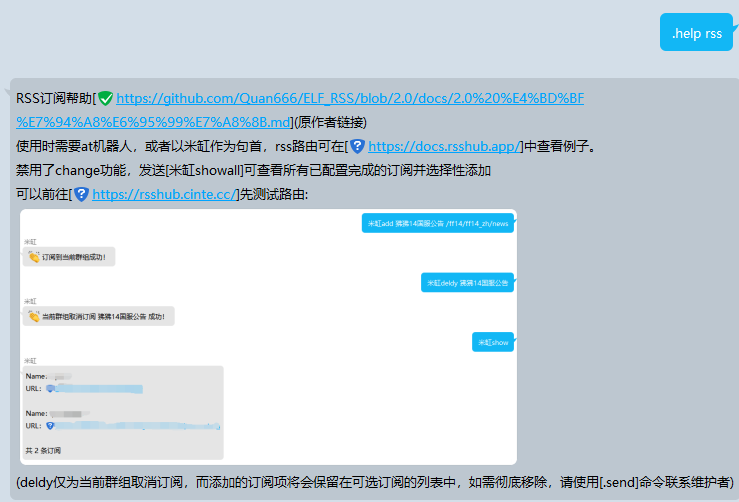 .help rss
RSS订阅帮助[https://github.com/Quan666/ELF_RSS/blob/2.0/docs/2.0%20%E4%BD%BF
%E7%94%A8%E6%95%99%E7%A8%8B.md](原作者链接)
使用时需要at机器人，或者以米缸作为句首，rss路由可在[https://docs.rsshub.app/]中查看例子。
禁用了change功能，发送[米缸showall]可查看所有已配置完成的订阅并选择性添加
可以前往[https://rsshub.cinte.cc/]先测试路由:
米缸add 狒狒14国服公告 /ff14/ff14_zh/news
米缸
订阅到当前群组成功！
米缸deldy 狒狒14国服公告
米缸
当前群组取消订阅 狒狒14国服公告 成功！
米缸show
米缸
Name:
URL:
Name:
URL:
共 2 条订阅
(deldy仅为当前群组取消订阅，而添加的订阅项将会保留在可选订阅的列表中，如需彻底移除，请使用[.send]命令联系维护者)